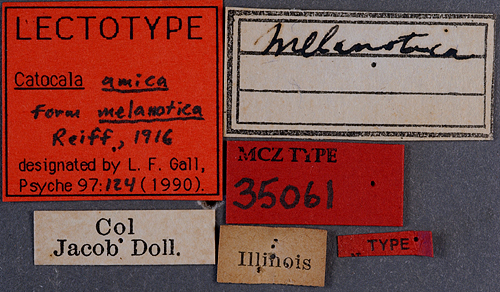 LECTOTYPE
Catocala amica
form melanotica
Reiff, 1916
designated by L. F. Gall,
Psyche 97:124 (1990).
Melanotica
MCZ TYPE
35061
Col
Jacob Doll.
Illinois
TYPE